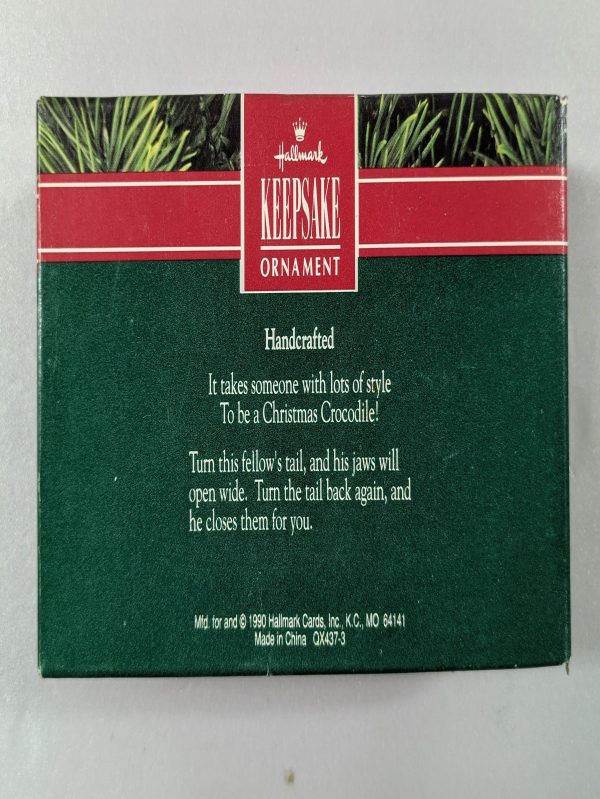 Hallmark
KEEPSAKE
ORNAMENT
Handcrafted
It takes someone with lots of style
To be a Christmas Crocodile!
Turn this fellow's tail, and his jaws will
open wide. Turn the tail back again, and
he closes them for you.
Mfd. for and © 1990 Hallmark Cards, Inc., K.C., MO 64141
Made in China QX437-3